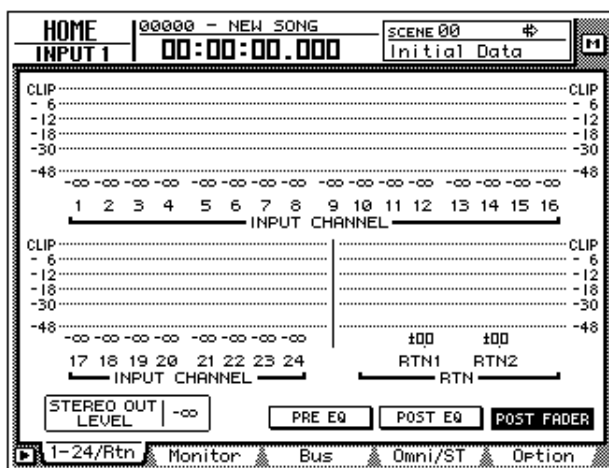 HOME
INPUT 1
00000 - NEW SONG
00:00:00.000
SCENE 00
Initial Data
M
CLIP CLIP
- 6 - 6
-12 -12
-18 -18
-30 -30
-48 -48
-∞ -∞ -∞ -∞ -∞ -∞ -∞ -∞ -∞ -∞ -∞ -∞ -∞ -∞ -∞ -∞
1 2 3 4 5 6 7 8 9 10 11 12 13 14 15 16
INPUT CHANNEL
CLIP CLIP
- 6 - 6
-12 -12
-18 -18
-30 -30
-48 -48
-∞ -∞ -∞ -∞ -∞ -∞ -∞ -∞ ±0.0 ±0.0
17 18 19 20 21 22 23 24 RTN1 RTN2
INPUT CHANNEL RTN
STEREO OUT
LEVEL -∞
PRE EQ POST EQ POST FADER
1-24/Rtn Monitor Bus Omni/ST Option